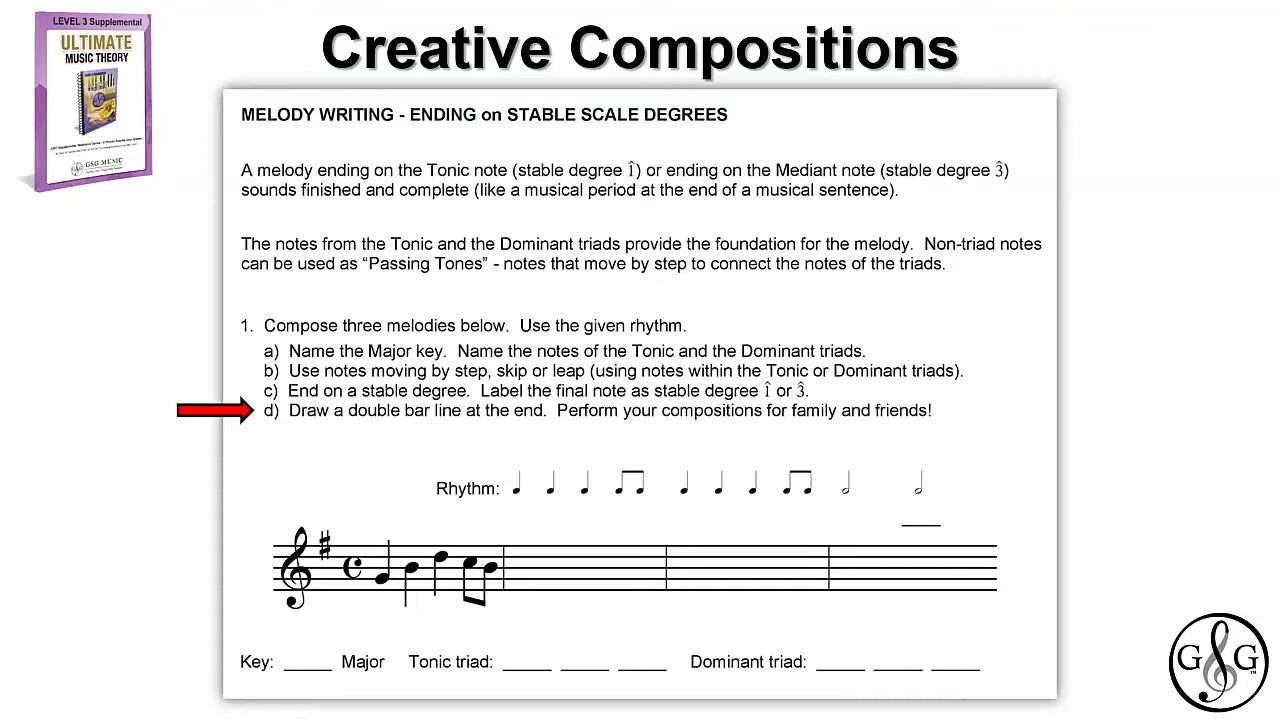 LEVEL 3 Supplemental
ULTIMATE
MUSIC THEORY
GSG MUSIC
Creative Compositions
MELODY WRITING - ENDING on STABLE SCALE DEGREES
A melody ending on the Tonic note (stable degree 1̂) or ending on the Mediant note (stable degree 3̂)
sounds finished and complete (like a musical period at the end of a musical sentence).
The notes from the Tonic and the Dominant triads provide the foundation for the melody.  Non-triad notes
can be used as “Passing Tones” - notes that move by step to connect the notes of the triads.
1.  Compose three melodies below.  Use the given rhythm.
a)  Name the Major key.  Name the notes of the Tonic and the Dominant triads.
b)  Use notes moving by step, skip or leap (using notes within the Tonic or Dominant triads).
c)  End on a stable degree.  Label the final note as stable degree 1̂ or 3̂.
d)  Draw a double bar line at the end.  Perform your compositions for family and friends!
Rhythm:
Key: _____ Major Tonic triad: _____ _____ _____ Dominant triad: _____ _____ _____
G G
TM